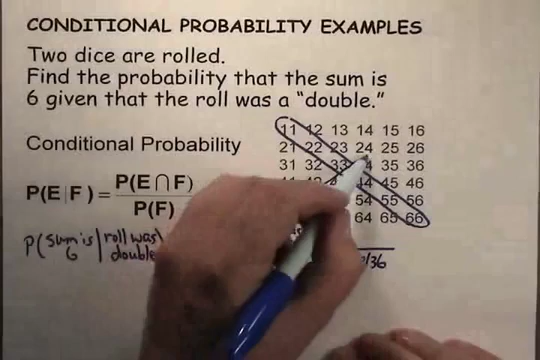 CONDITIONAL PROBABILITY EXAMPLES
Two dice are rolled.
Find the probability that the sum is
6 given that the roll was a "double."
Conditional Probability
P(E|F) = P(E∩F) / P(F)
P(sum is 6 | roll was double
11 12 13 14 15 16
21 22 23 24 25 26
31 32 33 35 36
44 45 46
54 55 56
64 65 66
/36